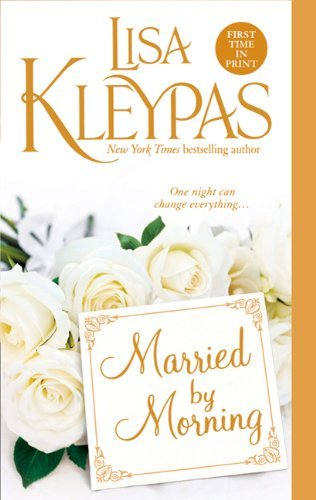 LISA
KLEYPAS
New York Times bestselling author
FIRST
TIME IN
PRINT
One night can
change everything…
Married
by
Morning